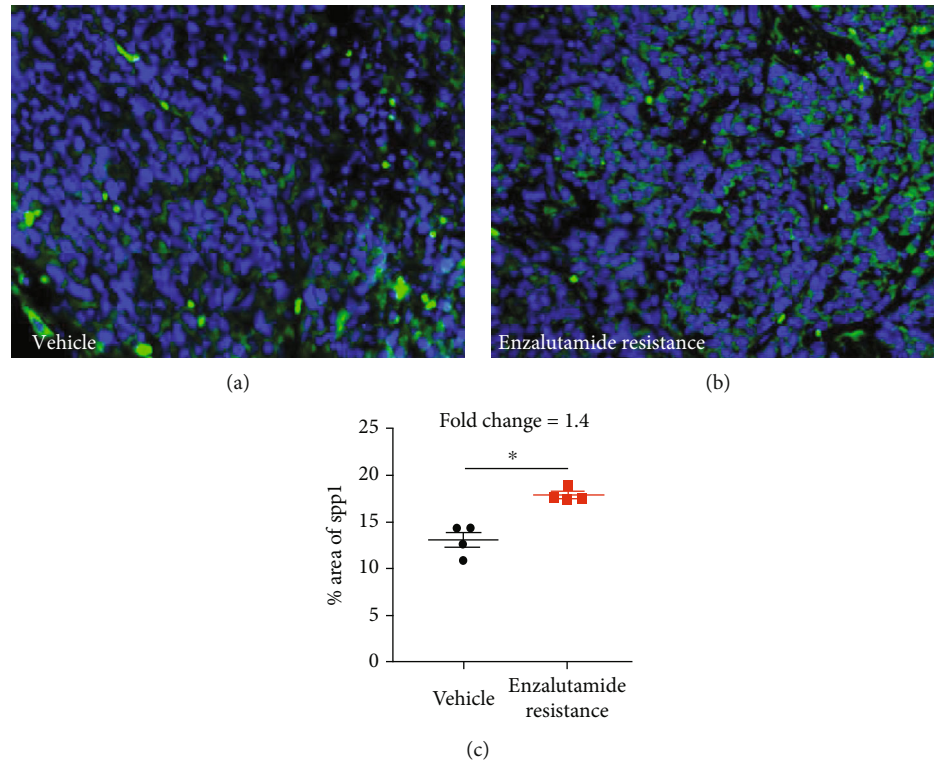 Vehicle
Enzalutamide resistance
(a)
(b)
Fold change = 1.4
*
25
20
15
10
5
0
% area of spp1
Vehicle
Enzalutamide
resistance
(c)